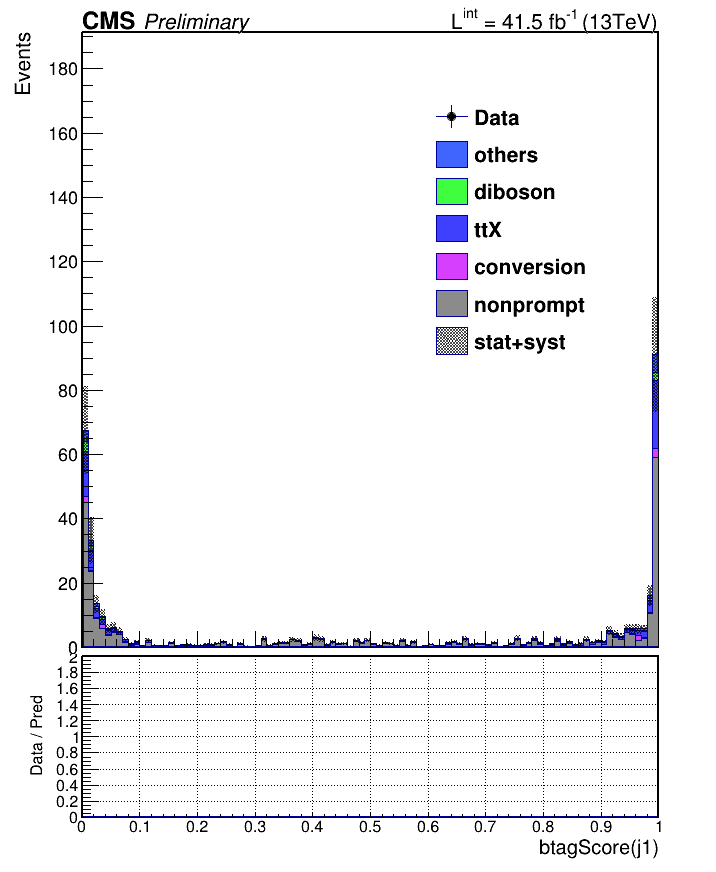 CMS Preliminary L^int = 41.5 fb^-1 (13TeV)
Events
180
160
140
120
100
80
60
40
20
0
Data
others
diboson
ttX
conversion
nonprompt
stat+syst
Data / Pred
2
1.8
1.6
1.4
1.2
1
0.8
0.6
0.4
0.2
0
0 0.1 0.2 0.3 0.4 0.5 0.6 0.7 0.8 0.9 1
btagScore(j1)